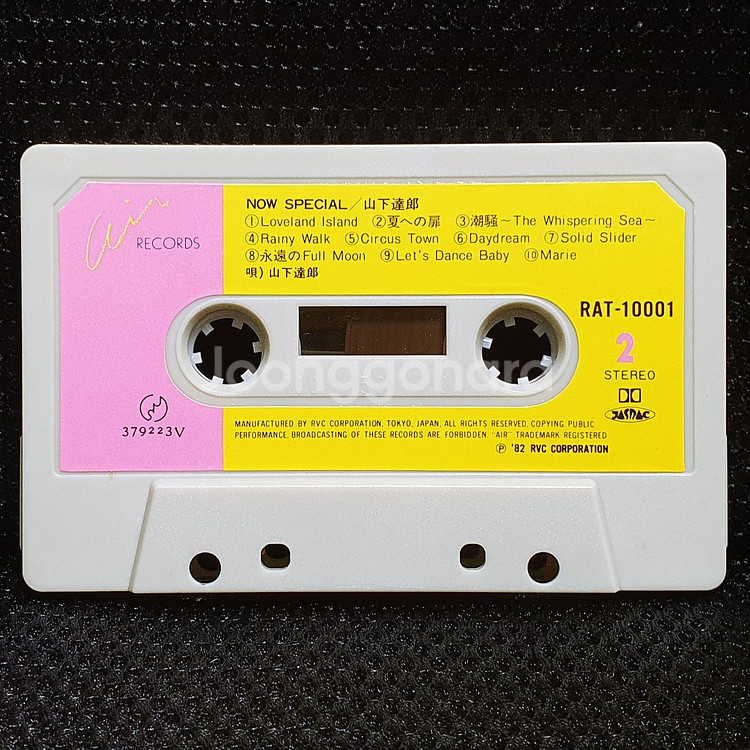 Air
RECORDS
NOW SPECIAL/山下達郎
①Loveland Island ②夏への扉 ③潮騒〜The Whispering Sea〜
④Rainy Walk ⑤Circus Town ⑥Daydream ⑦Solid Slider
⑧永遠のFull Moon ⑨Let's Dance Baby ⑩Marie
唄) 山下達郎
RAT-10001
2
STEREO
JASRAC
379223V
MANUFACTURED BY RVC CORPORATION, TOKYO, JAPAN, ALL RIGHTS RESERVED, COPYING PUBLIC
PERFORMANCE, BROADCASTING OF THESE RECORDS ARE FORBIDDEN. "AIR" TRADEMARK REGISTERED
Ⓟ '82 RVC CORPORATION
Joonggonara